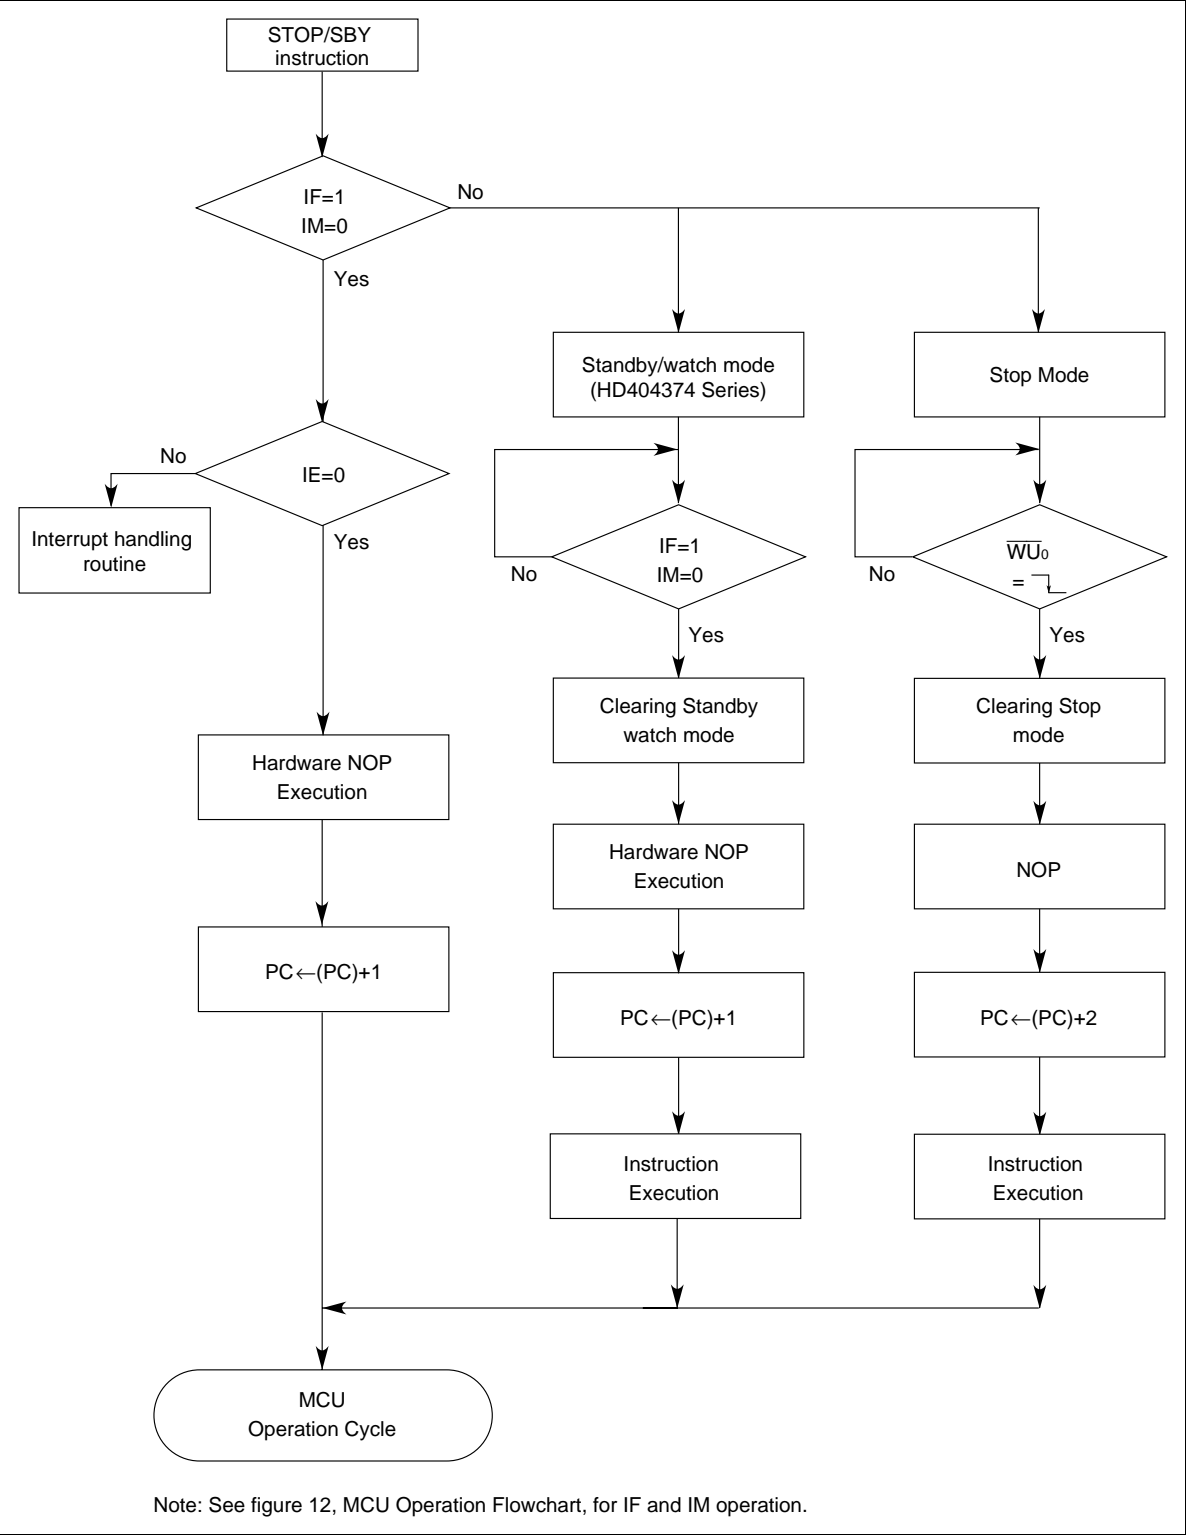 STOP/SBY
instruction
IF=1
IM=0
No
Yes
Standby/watch mode
(HD404374 Series)
Stop Mode
IE=0
No
Yes
Interrupt handling
routine
IF=1
IM=0
No
Yes
W̅U̅0
=
No
Yes
Clearing Standby
watch mode
Clearing Stop
mode
Hardware NOP
Execution
Hardware NOP
Execution
NOP
PC←(PC)+1
PC←(PC)+1
PC←(PC)+2
Instruction
Execution
Instruction
Execution
MCU
Operation Cycle
Note: See figure 12, MCU Operation Flowchart, for IF and IM operation.